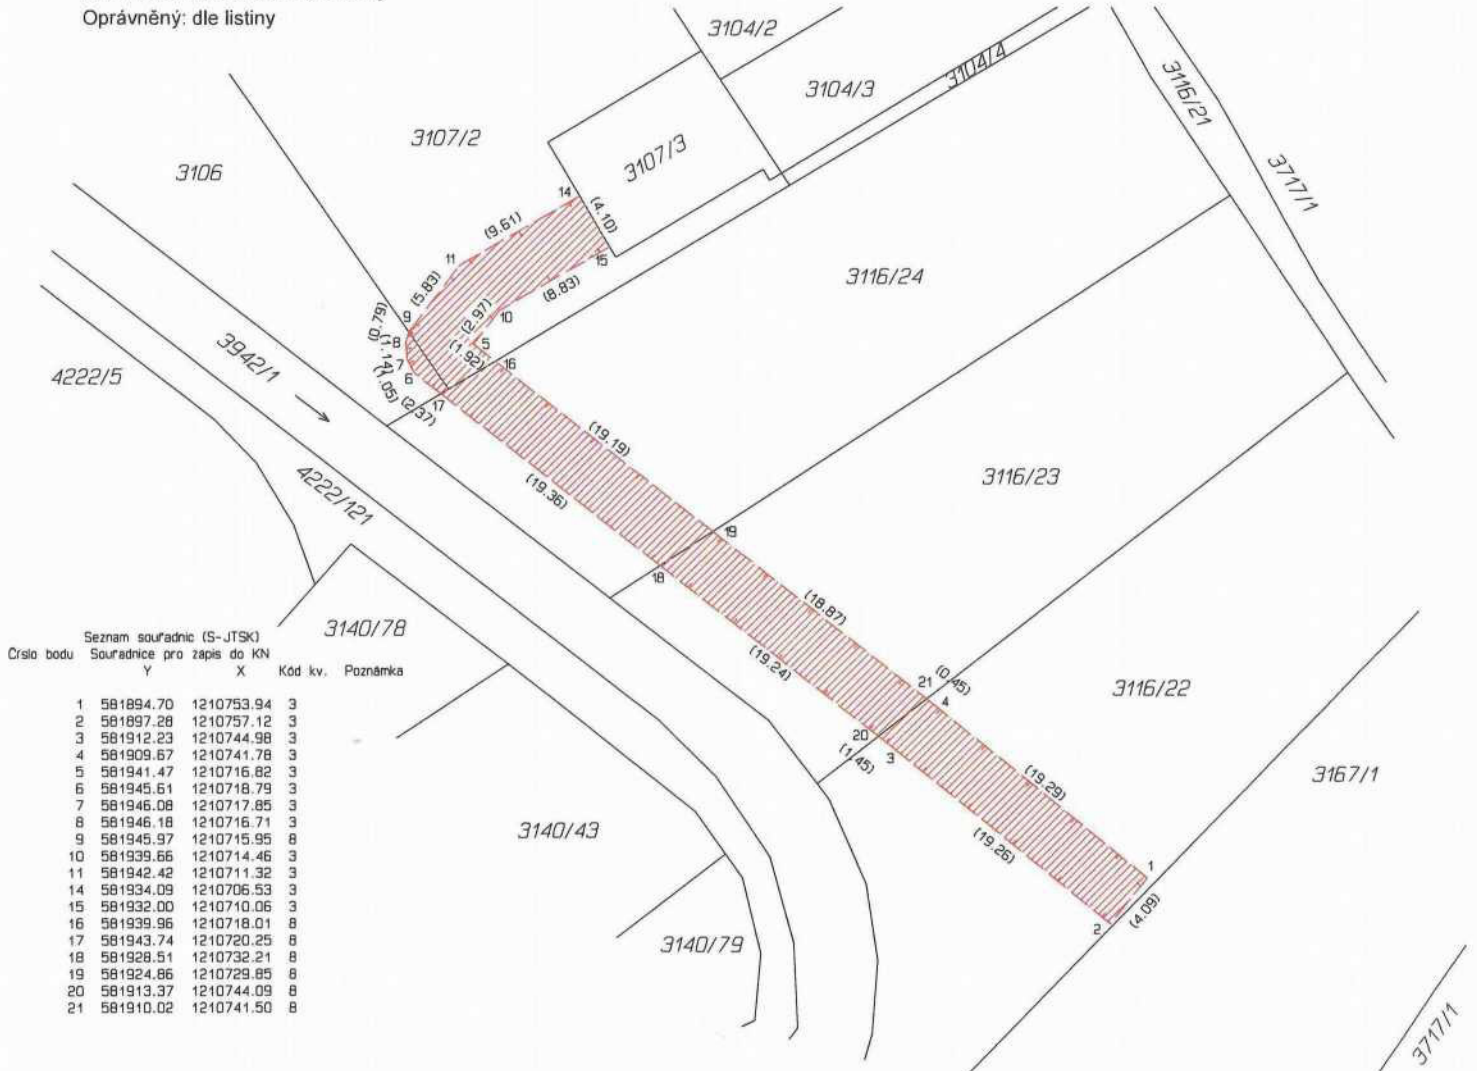 Oprávněný: dle listiny
3104/2
3104/4
3104/3
3116/21
3107/2
3107/3
3106
3717/1
14
(4.10)
(9.61)
11
15
(5.83)
(8.83)
3116/24
9
(0.79)
10
(2.97)
8
5
(1.14)
(1.92)
7
16
6
(1.05)
(2.37)
17
3942/1
4222/5
(19.19)
(19.36)
3116/23
4222/121
19
18
(18.87)
(19.24)
3140/78
21
(0.45)
4
3116/22
20
(1.45)
3
(19.29)
3167/1
3140/43
(19.26)
1
(4.09)
2
3140/79
3717/1
Seznam souřadnic (S-JTSK)
Číslo bodu Souřadnice pro zápis do KN
Y X Kód kv. Poznámka
1 581894.70 1210753.94 3
2 581897.28 1210757.12 3
3 581912.23 1210744.98 3
4 581909.67 1210741.78 3
5 581941.47 1210716.82 3
6 581945.61 1210718.79 3
7 581946.08 1210717.85 3
8 581946.18 1210716.71 3
9 581945.97 1210715.95 8
10 581939.66 1210714.46 3
11 581942.42 1210711.32 3
14 581934.09 1210706.53 3
15 581932.00 1210710.06 3
16 581939.96 1210718.01 8
17 581943.74 1210720.25 8
18 581928.51 1210732.21 8
19 581924.86 1210729.85 8
20 581913.37 1210744.09 8
21 581910.02 1210741.50 8